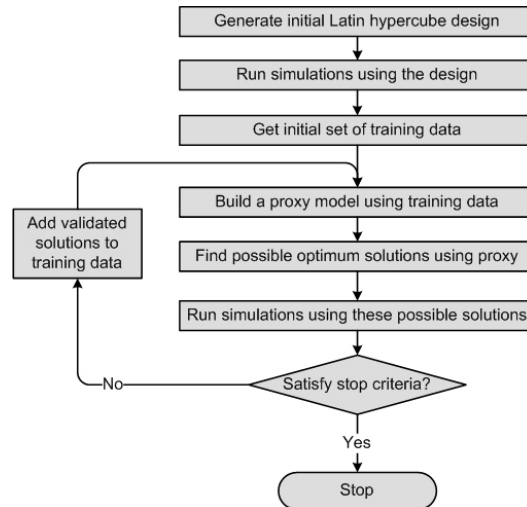 Generate initial Latin hypercube design
Run simulations using the design
Get initial set of training data
Build a proxy model using training data
Add validated
solutions to
training data
Find possible optimum solutions using proxy
Run simulations using these possible solutions
Satisfy stop criteria?
No
Yes
Stop